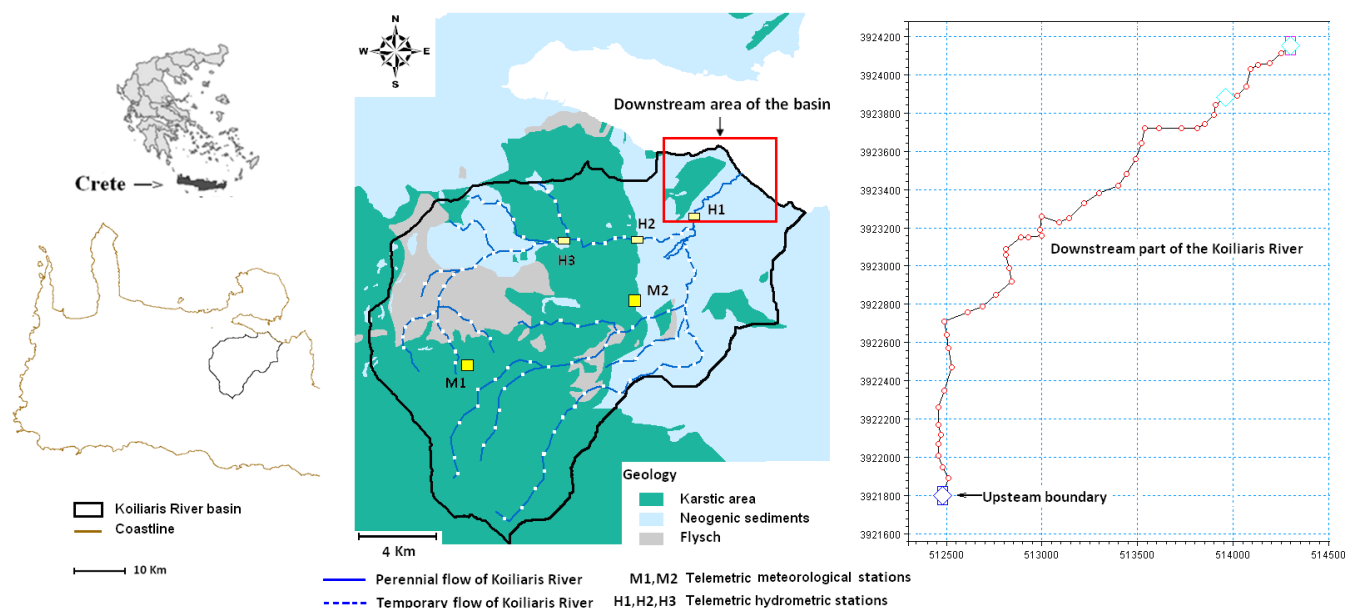 Crete —>
Koiliaris River basin
Coastline
10 Km
N
W
E
S
Downstream area of the basin
H1
H2
H3
M2
M1
Geology
Karstic area
Neogenic sediments
Flysch
4 Km
Perennial flow of Koiliaris River
Temporary flow of Koiliaris River
M1,M2 Telemetric meteorological stations
H1,H2,H3 Telemetric hydrometric stations
3924200
3924000
3923800
3923600
3923400
3923200
3923000
3922800
3922600
3922400
3922200
3922000
3921800
3921600
Downstream part of the Koiliaris River
Upsteam boundary
512500
513000
513500
514000
514500